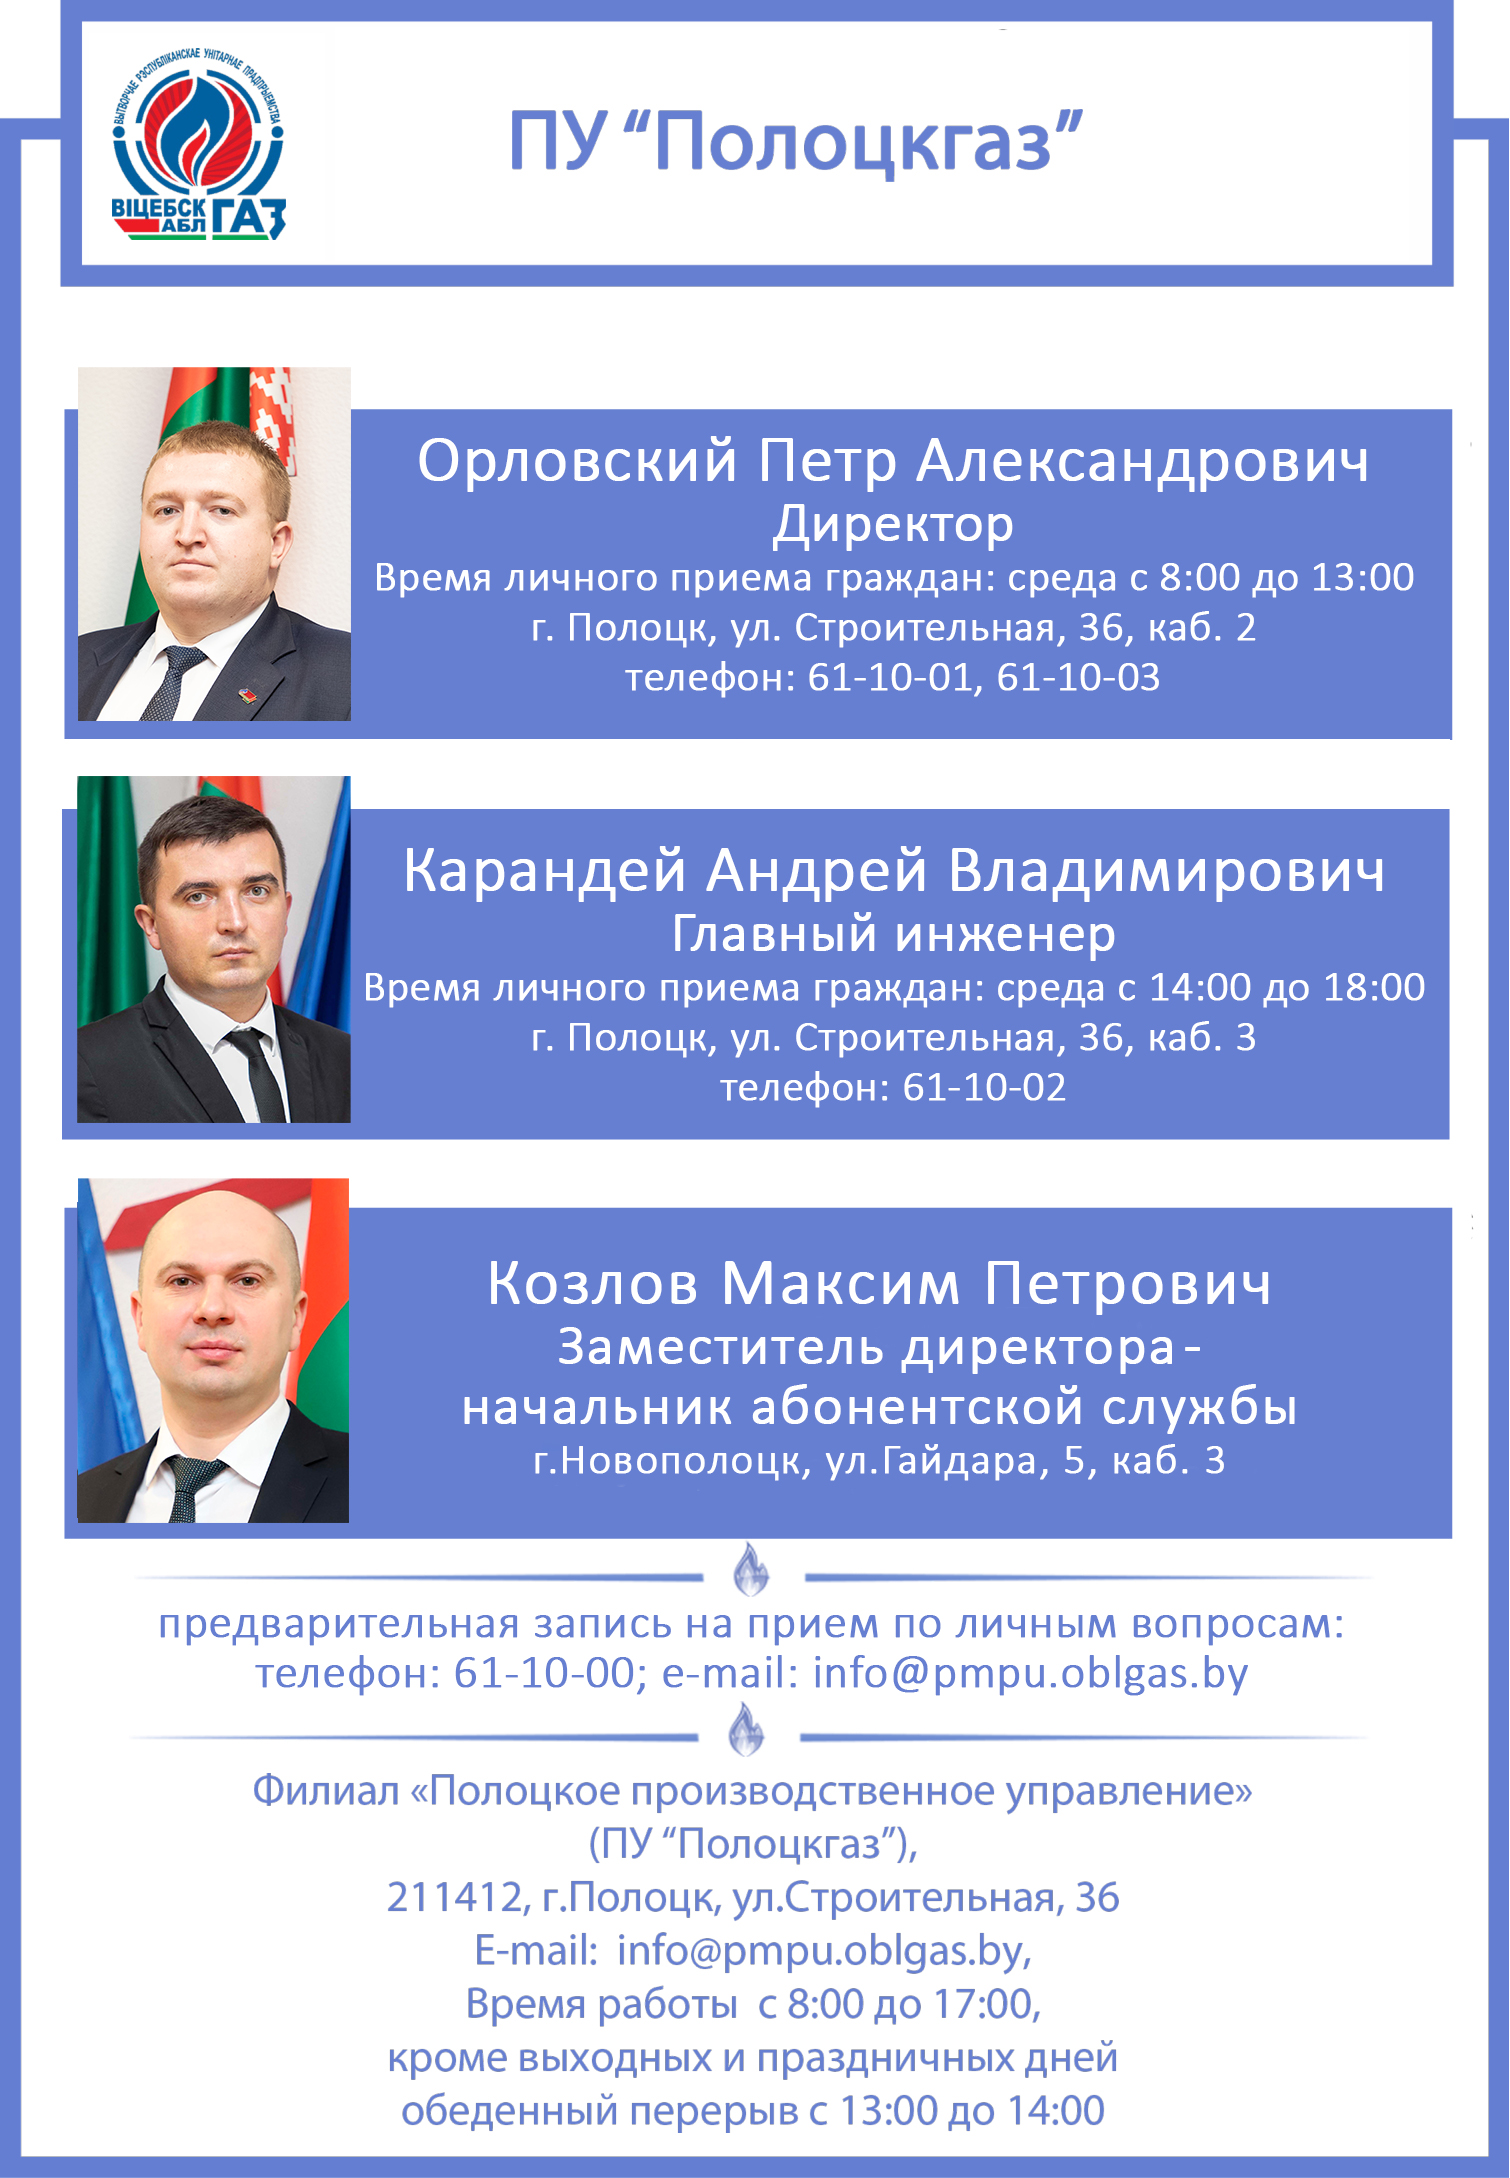 ВЫТВОРЧАЕ РЭСПУБЛІКАНСКАЕ УНІТАРНАЕ ПРАДПРЫЕМСТВА
ВІЦЕБСК
АБЛ
ГАЗ
ПУ “Полоцкгаз”
Орловский Петр Александрович
Директор
Время личного приема граждан: среда с 8:00 до 13:00
г. Полоцк, ул. Строительная, 36, каб. 2
телефон: 61-10-01, 61-10-03
Карандей Андрей Владимирович
Главный инженер
Время личного приема граждан: среда с 14:00 до 18:00
г. Полоцк, ул. Строительная, 36, каб. 3
телефон: 61-10-02
Козлов Максим Петрович
Заместитель директора-
начальник абонентской службы
г.Новополоцк, ул.Гайдара, 5, каб. 3
предварительная запись на прием по личным вопросам:
телефон: 61-10-00; e-mail: info@pmpu.oblgas.by
Филиал «Полоцкое производственное управление»
(ПУ “Полоцкгаз”),
211412, г.Полоцк, ул.Строительная, 36
E-mail: info@pmpu.oblgas.by,
Время работы с 8:00 до 17:00,
кроме выходных и праздничных дней
обеденный перерыв с 13:00 до 14:00